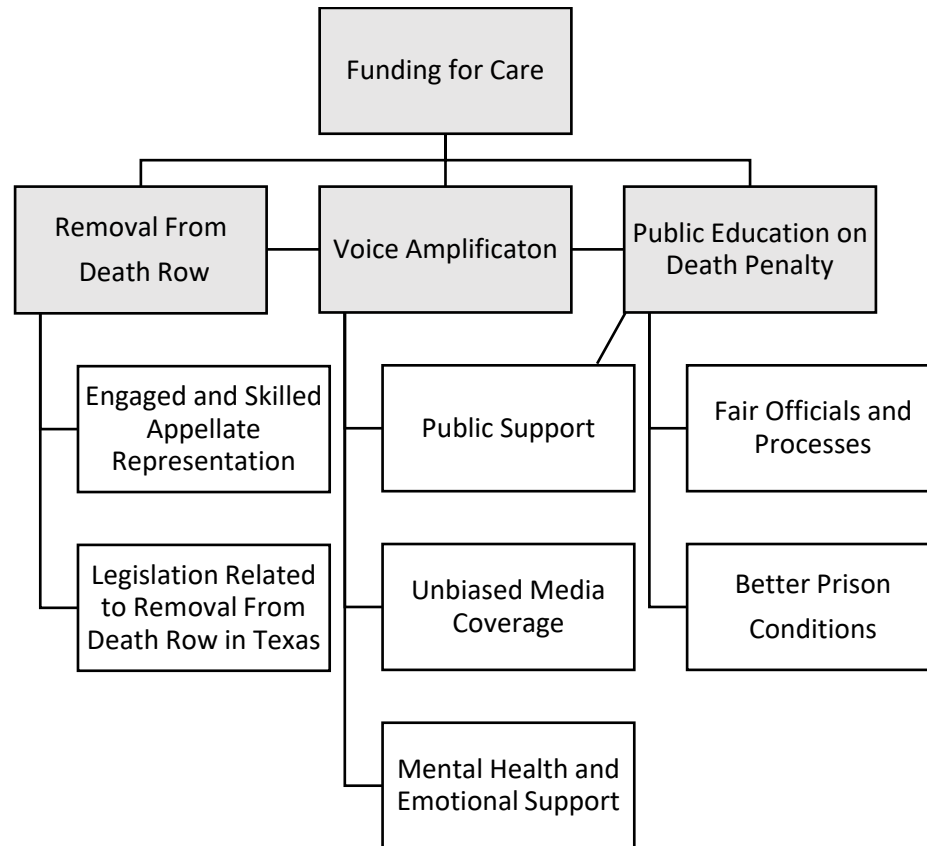 Funding for Care
Removal From
Death Row
Voice Amplificaton
Public Education on
Death Penalty
Engaged and Skilled
Appellate
Representation
Public Support
Fair Officials and
Processes
Legislation Related
to Removal From
Death Row in Texas
Unbiased Media
Coverage
Better Prison
Conditions
Mental Health and
Emotional Support